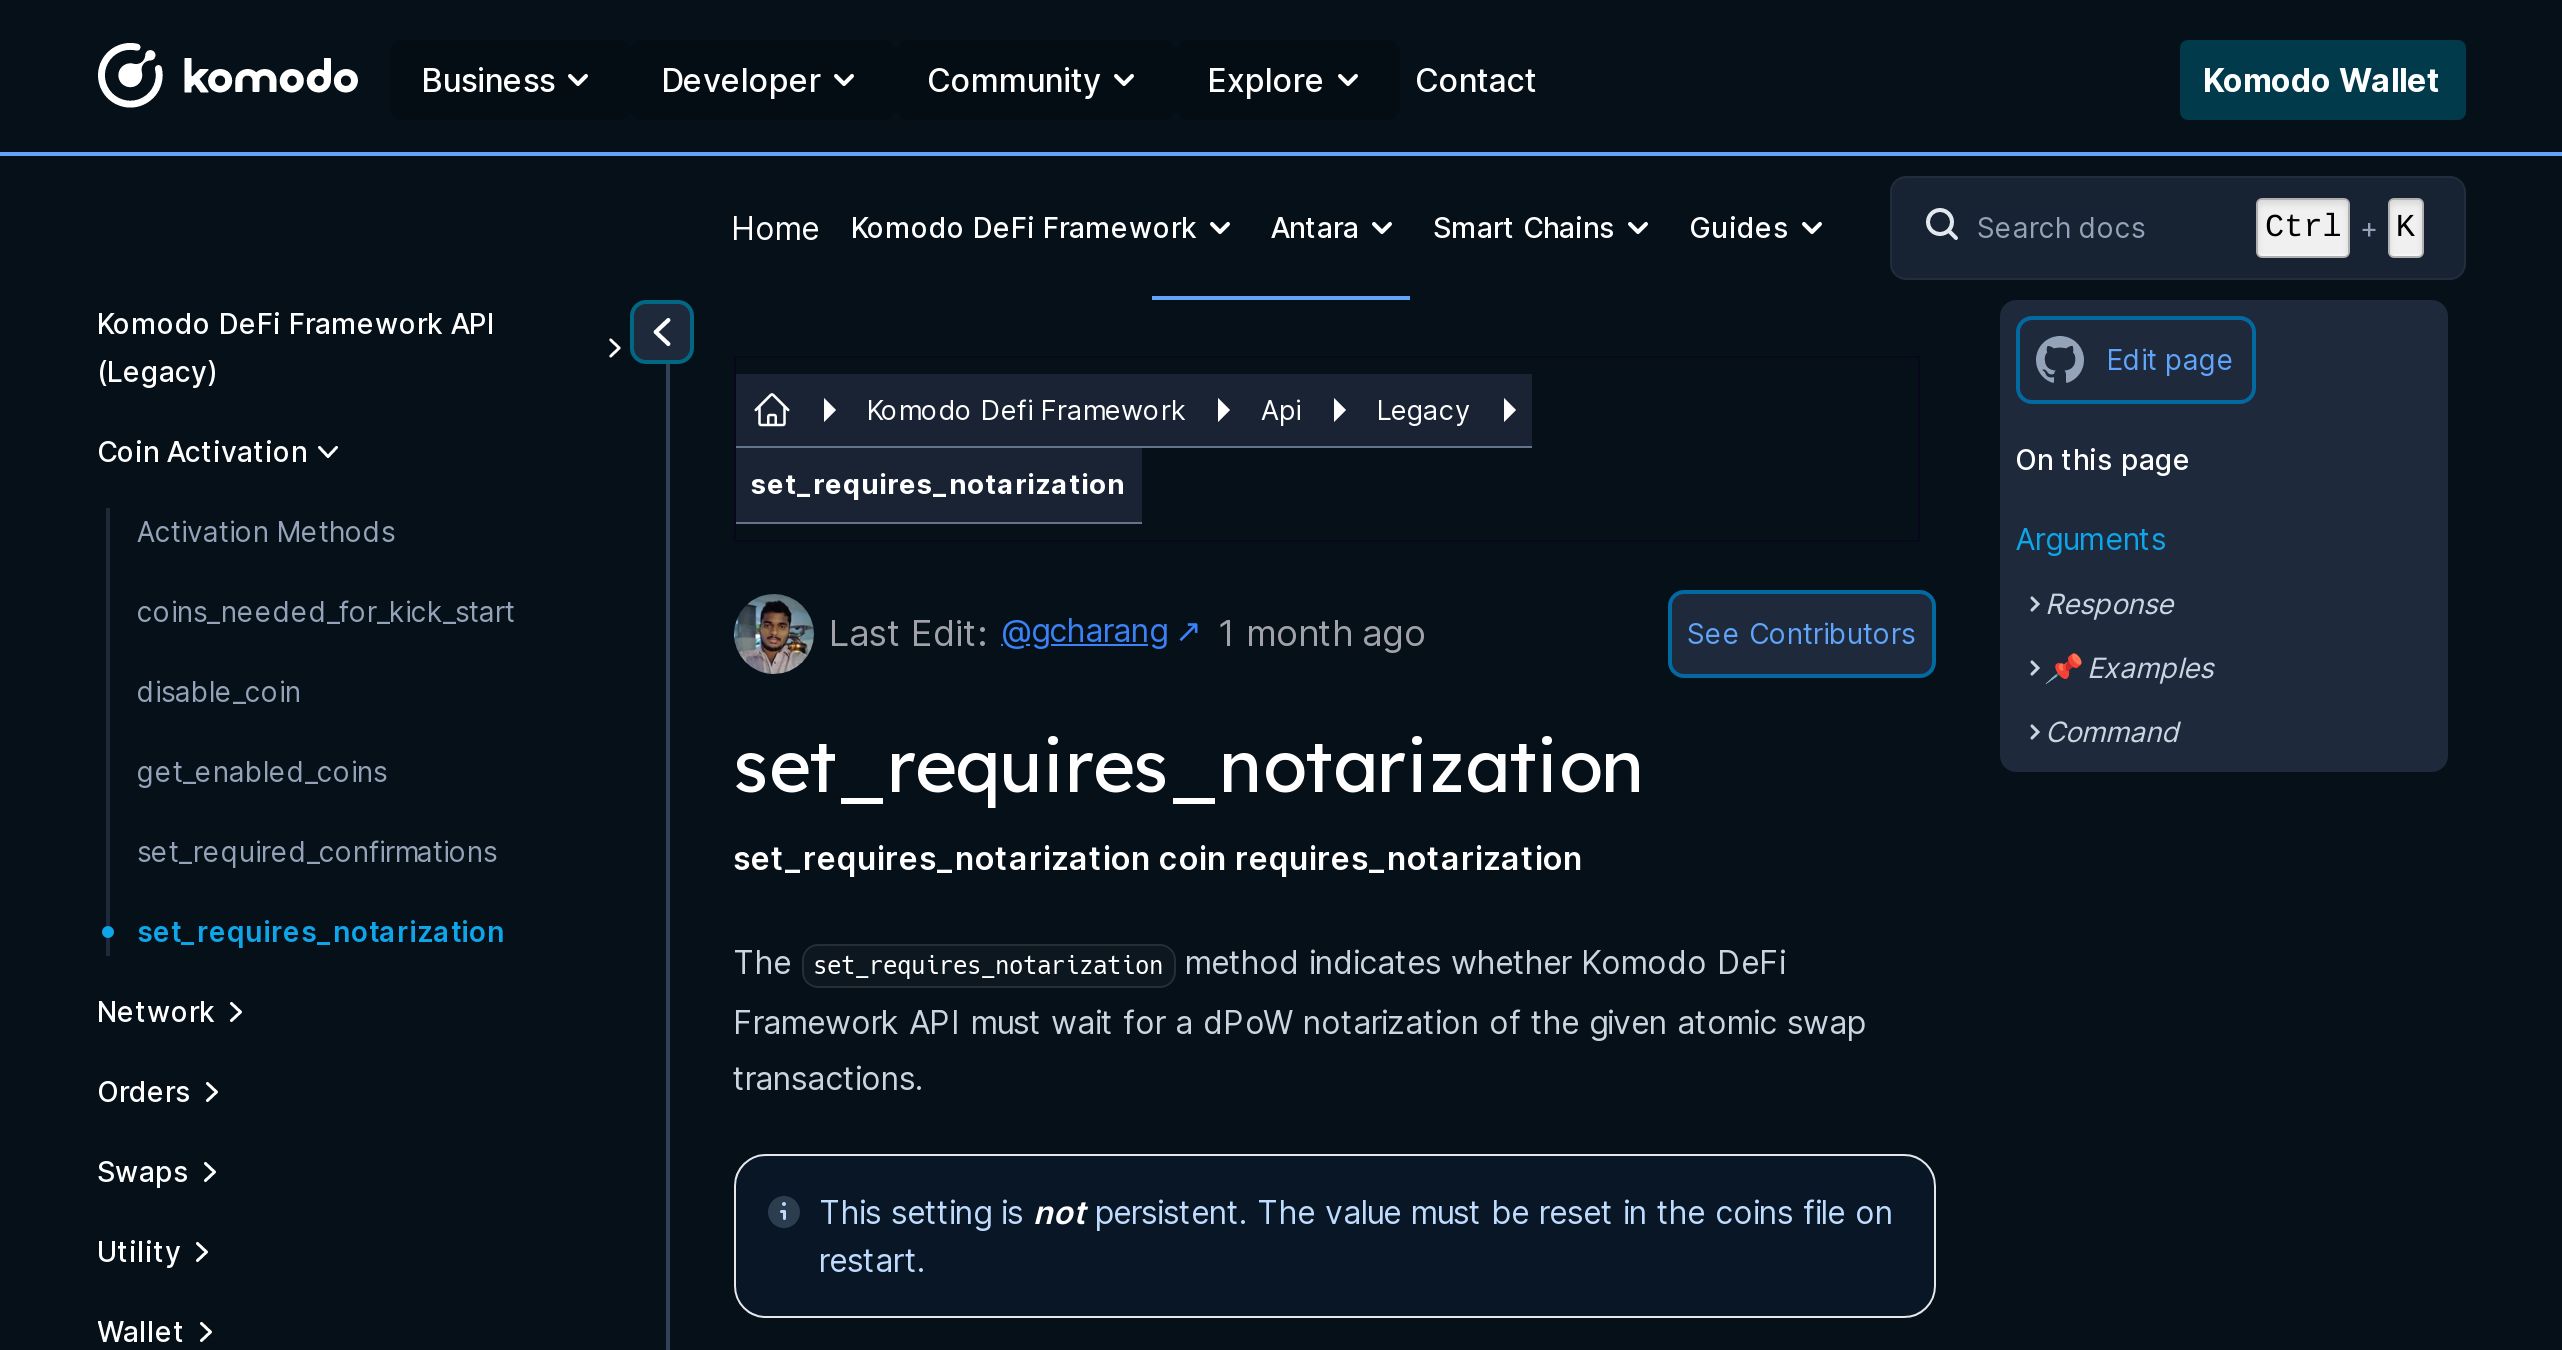 komodo
Business
Developer
Community
Explore
Contact
Komodo Wallet
Home
Komodo DeFi Framework
Antara
Smart Chains
Guides
Search docs
Ctrl + K
Komodo DeFi Framework API
(Legacy)
Coin Activation
Activation Methods
coins_needed_for_kick_start
disable_coin
get_enabled_coins
set_required_confirmations
set_requires_notarization
Network
Orders
Swaps
Utility
Wallet
Komodo Defi Framework
Api
Legacy
set_requires_notarization
Last Edit: @gcharang ↗ 1 month ago
See Contributors
set_requires_notarization
set_requires_notarization coin requires_notarization
The set_requires_notarization method indicates whether Komodo DeFi
Framework API must wait for a dPoW notarization of the given atomic swap
transactions.
This setting is not persistent. The value must be reset in the coins file on
restart.
Edit page
On this page
Arguments
Response
📌 Examples
Command